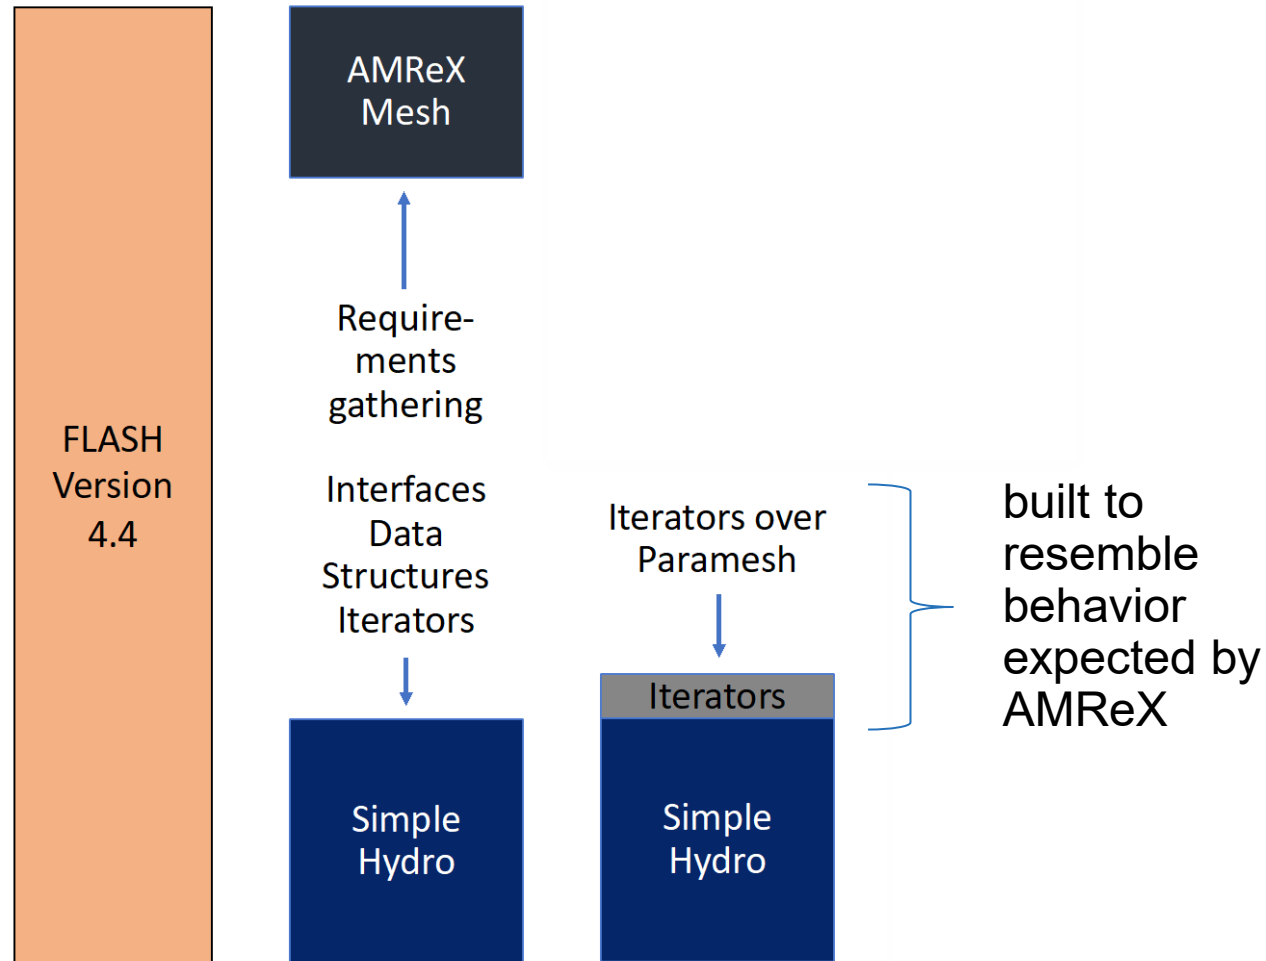 FLASH
Version
4.4
AMReX
Mesh
Require-
ments
gathering
Interfaces
Data
Structures
Iterators
Simple
Hydro
Iterators over
Paramesh
Iterators
Simple
Hydro
built to
resemble
behavior
expected by
AMReX